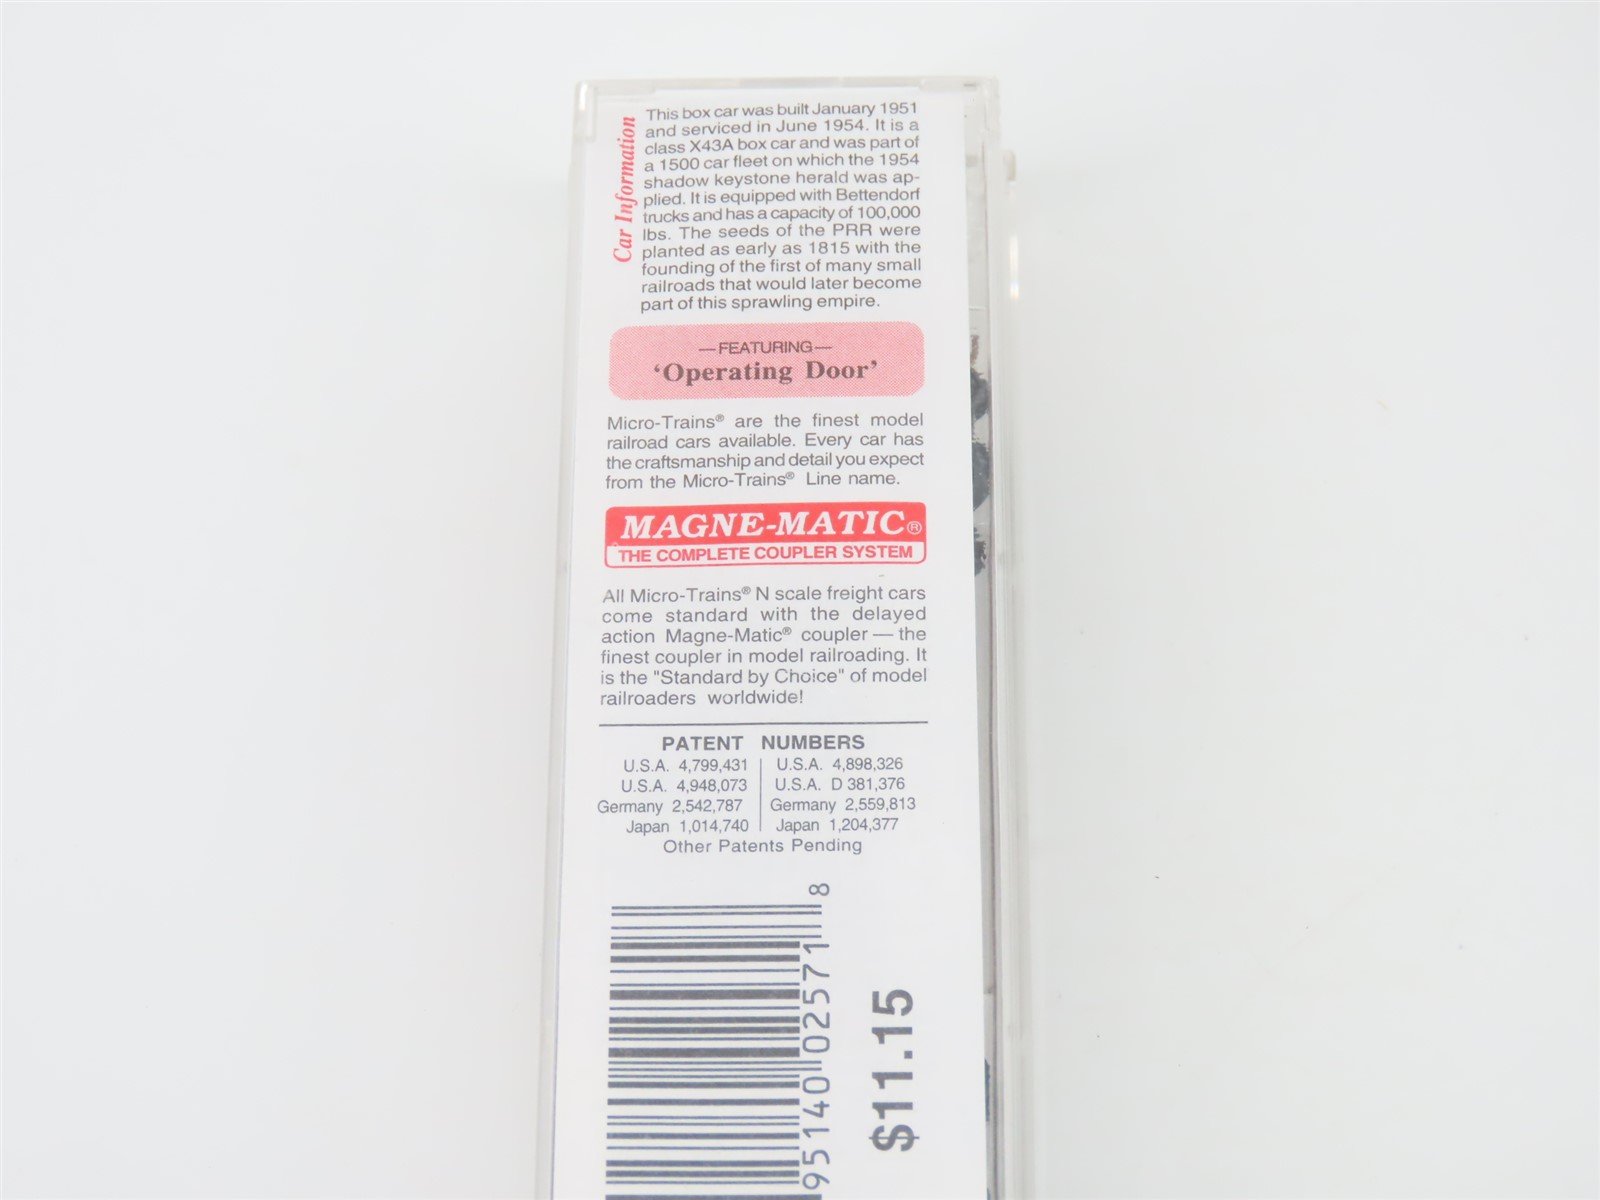 Car Information
This box car was built January 1951
and serviced in June 1954. It is a
class X43A box car and was part of
a 1500 car fleet on which the 1954
shadow keystone herald was ap-
plied. It is equipped with Bettendorf
trucks and has a capacity of 100,000
lbs. The seeds of the PRR were
planted as early as 1815 with the
founding of the first of many small
railroads that would later become
part of this sprawling empire.
—FEATURING—
‘Operating Door’
Micro-Trains® are the finest model
railroad cars available. Every car has
the craftsmanship and detail you expect
from the Micro-Trains® Line name.
MAGNE-MATIC®
THE COMPLETE COUPLER SYSTEM
All Micro-Trains® N scale freight cars
come standard with the delayed
action Magne-Matic® coupler — the
finest coupler in model railroading. It
is the "Standard by Choice" of model
railroaders worldwide!
PATENT NUMBERS
U.S.A. 4,799,431 | U.S.A. 4,898,326
U.S.A. 4,948,073 | U.S.A. D 381,376
Germany 2,542,787 | Germany 2,559,813
Japan 1,014,740 | Japan 1,204,377
Other Patents Pending
95140 02571 8
$11.15